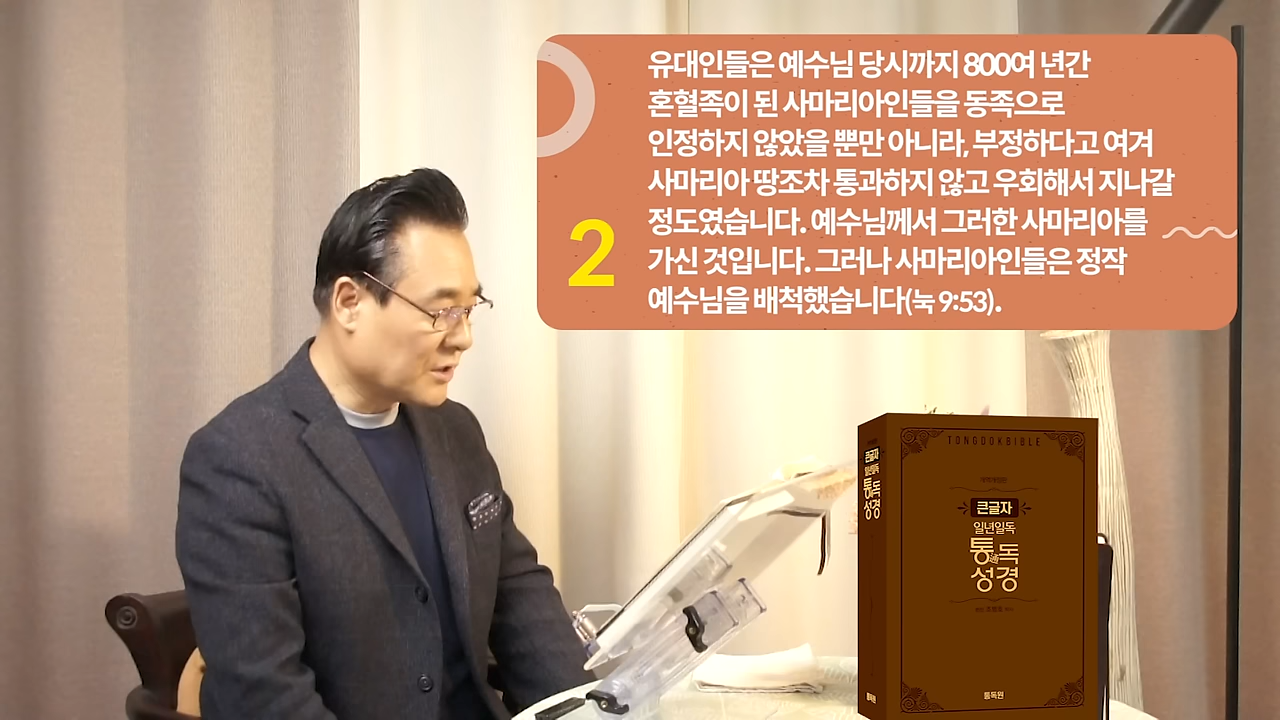 유대인들은 예수님 당시까지 800여 년간
혼혈족이 된 사마리아인들을 동족으로
인정하지 않았을 뿐만 아니라, 부정하다고 여겨
사마리아 땅조차 통과하지 않고 우회해서 지나갈
정도였습니다. 예수님께서 그러한 사마리아를
가신 것입니다. 그러나 사마리아인들은 정작
예수님을 배척했습니다(눅 9:53).
2
TONGDOKBIBLE
큰글자
일년일독
통독
성경
통독원
큰글자
일년일독
통독
성경
통독원